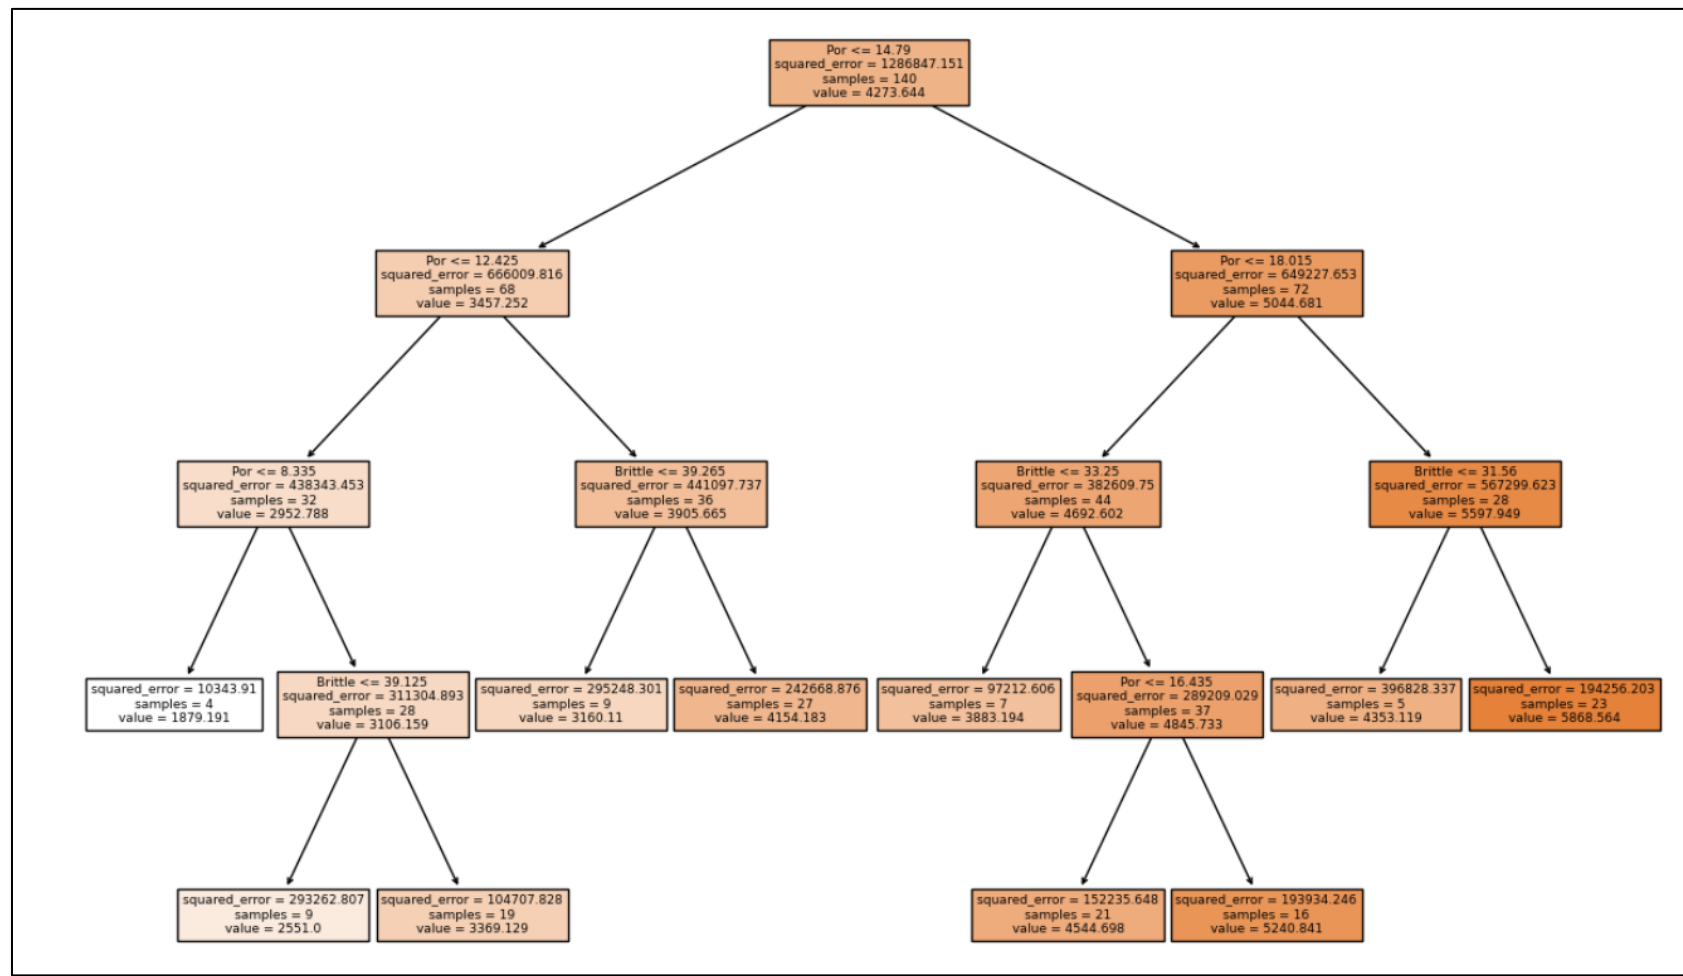 Por <= 14.79
squared_error = 1286847.151
samples = 140
value = 4273.644
Por <= 12.425
squared_error = 666009.816
samples = 68
value = 3457.252
Por <= 18.015
squared_error = 649227.653
samples = 72
value = 5044.681
Por <= 8.335
squared_error = 438343.453
samples = 32
value = 2952.788
Brittle <= 39.265
squared_error = 441097.737
samples = 36
value = 3905.665
Brittle <= 33.25
squared_error = 382609.75
samples = 44
value = 4692.602
Brittle <= 31.56
squared_error = 567299.623
samples = 28
value = 5597.949
squared_error = 10343.91
samples = 4
value = 1879.191
Brittle <= 39.125
squared_error = 311304.893
samples = 28
value = 3106.159
squared_error = 295248.301
samples = 9
value = 3160.11
squared_error = 242668.876
samples = 27
value = 4154.183
squared_error = 97212.606
samples = 7
value = 3883.194
Por <= 16.435
squared_error = 289209.029
samples = 37
value = 4845.733
squared_error = 396828.337
samples = 5
value = 4353.119
squared_error = 194256.203
samples = 23
value = 5868.564
squared_error = 293262.807
samples = 9
value = 2551.0
squared_error = 104707.828
samples = 19
value = 3369.129
squared_error = 152235.648
samples = 21
value = 4544.698
squared_error = 193934.246
samples = 16
value = 5240.841